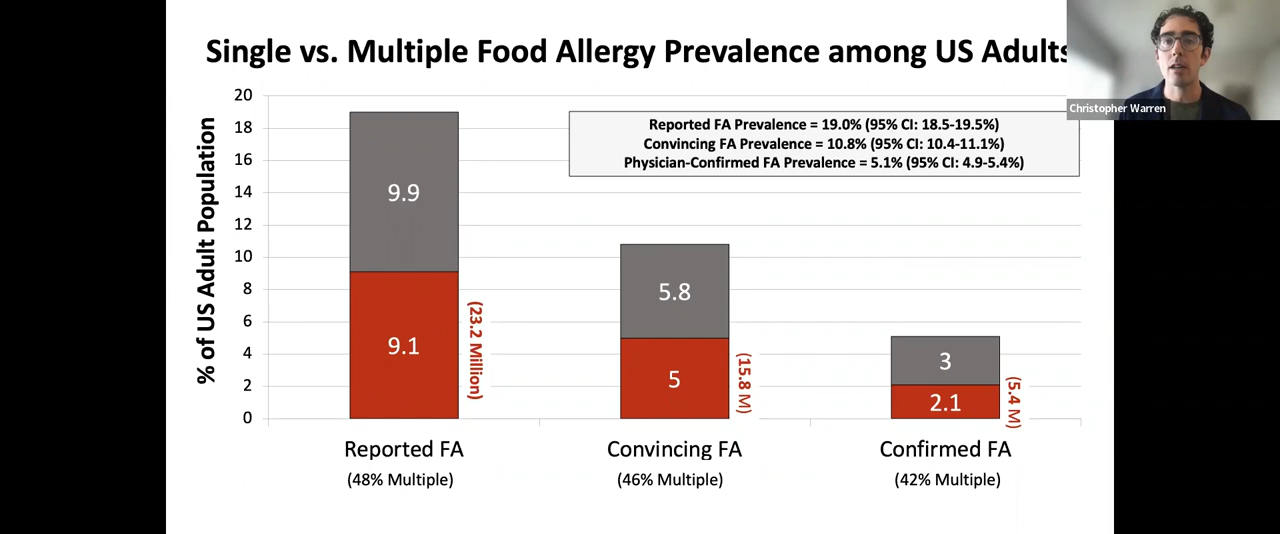 Single vs. Multiple Food Allergy Prevalence among US Adults
Christopher Warren
Reported FA Prevalence = 19.0% (95% CI: 18.5-19.5%)
Convincing FA Prevalence = 10.8% (95% CI: 10.4-11.1%)
Physician-Confirmed FA Prevalence = 5.1% (95% CI: 4.9-5.4%)
% of US Adult Population
20
18
16
14
12
10
8
6
4
2
0
9.9
9.1
(23.2 Million)
5.8
5
(15.8 M)
3
2.1
(5.4 M)
Reported FA
(48% Multiple)
Convincing FA
(46% Multiple)
Confirmed FA
(42% Multiple)